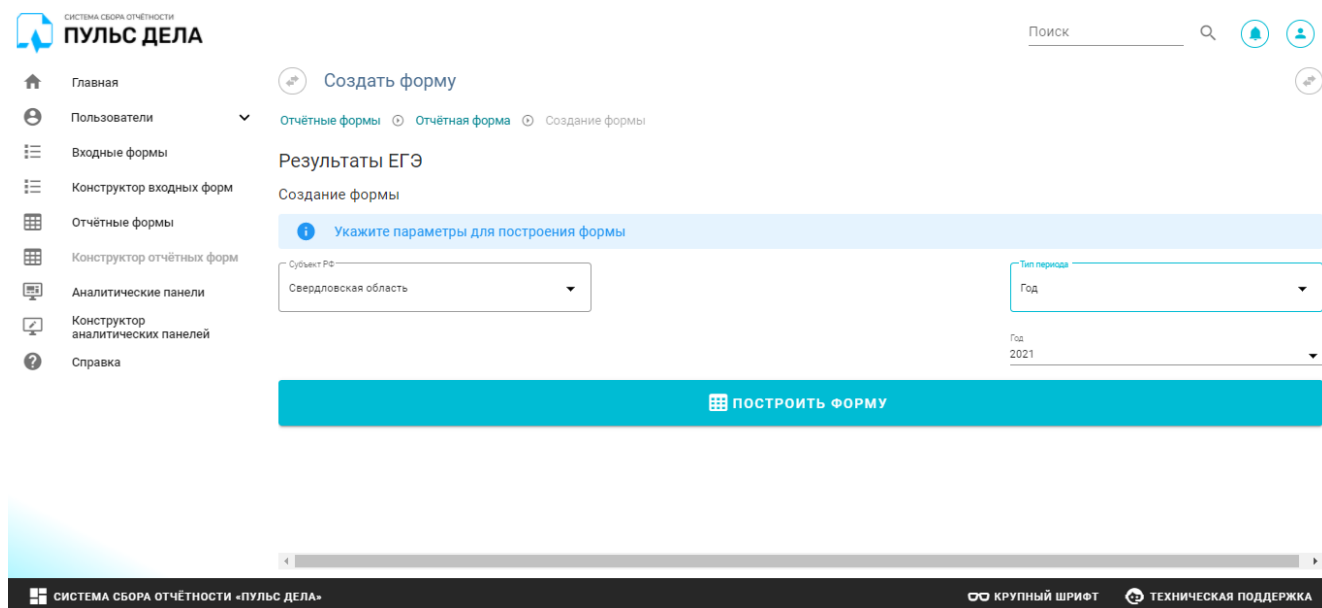 СИСТЕМА СБОРА ОТЧЁТНОСТИ
ПУЛЬС ДЕЛА
Поиск
Главная
Пользователи
Входные формы
Конструктор входных форм
Отчётные формы
Конструктор отчётных форм
Аналитические панели
Конструктор
аналитических панелей
Справка
Создать форму
Отчётные формы Отчётная форма Создание формы
Результаты ЕГЭ
Создание формы
Укажите параметры для построения формы
Субъект РФ
Свердловская область
Тип периода
Год
Год
2021
ПОСТРОИТЬ ФОРМУ
СИСТЕМА СБОРА ОТЧЁТНОСТИ «ПУЛЬС ДЕЛА»
КРУПНЫЙ ШРИФТ
ТЕХНИЧЕСКАЯ ПОДДЕРЖКА